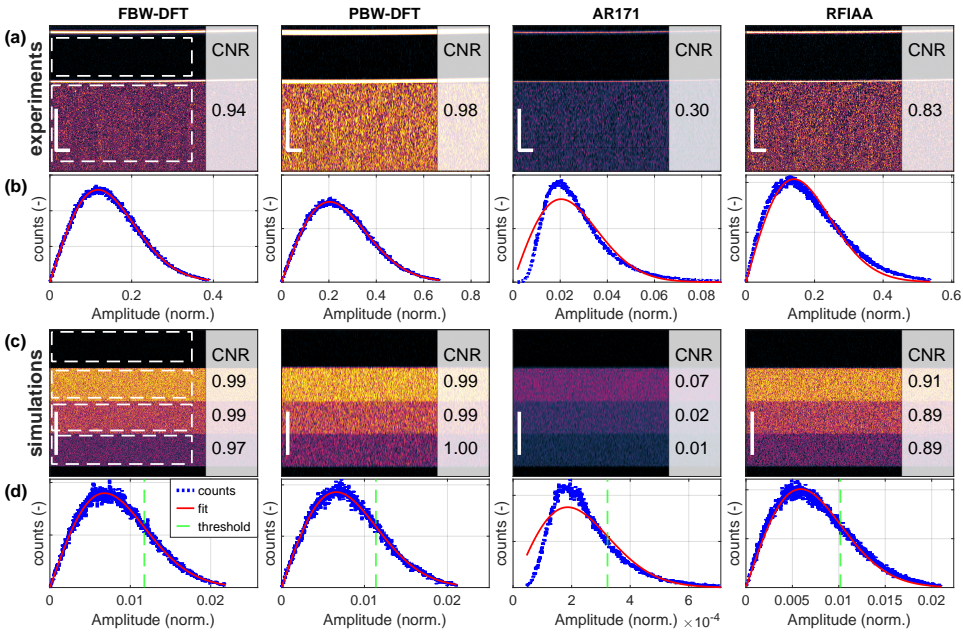 FBW-DFT PBW-DFT AR171 RFIAA
(a)
experiments
CNR CNR CNR CNR
0.94 0.98 0.30 0.83
(b)
counts (-) counts (-) counts (-) counts (-)
0 0.2 0.4 0 0.2 0.4 0.6 0.8 0 0.02 0.04 0.06 0.08 0 0.2 0.4 0.6
Amplitude (norm.) Amplitude (norm.) Amplitude (norm.) Amplitude (norm.)
(c)
simulations
CNR CNR CNR CNR
0.99 0.99 0.07 0.91
0.99 0.99 0.02 0.89
0.97 1.00 0.01 0.89
(d)
counts (-) counts (-) counts (-) counts (-)
counts
fit
threshold
0 0.01 0.02 0 0.01 0.02 0 2 4 6 0 0.005 0.01 0.015 0.02
Amplitude (norm.) Amplitude (norm.) Amplitude (norm.) ×10⁻⁴ Amplitude (norm.)